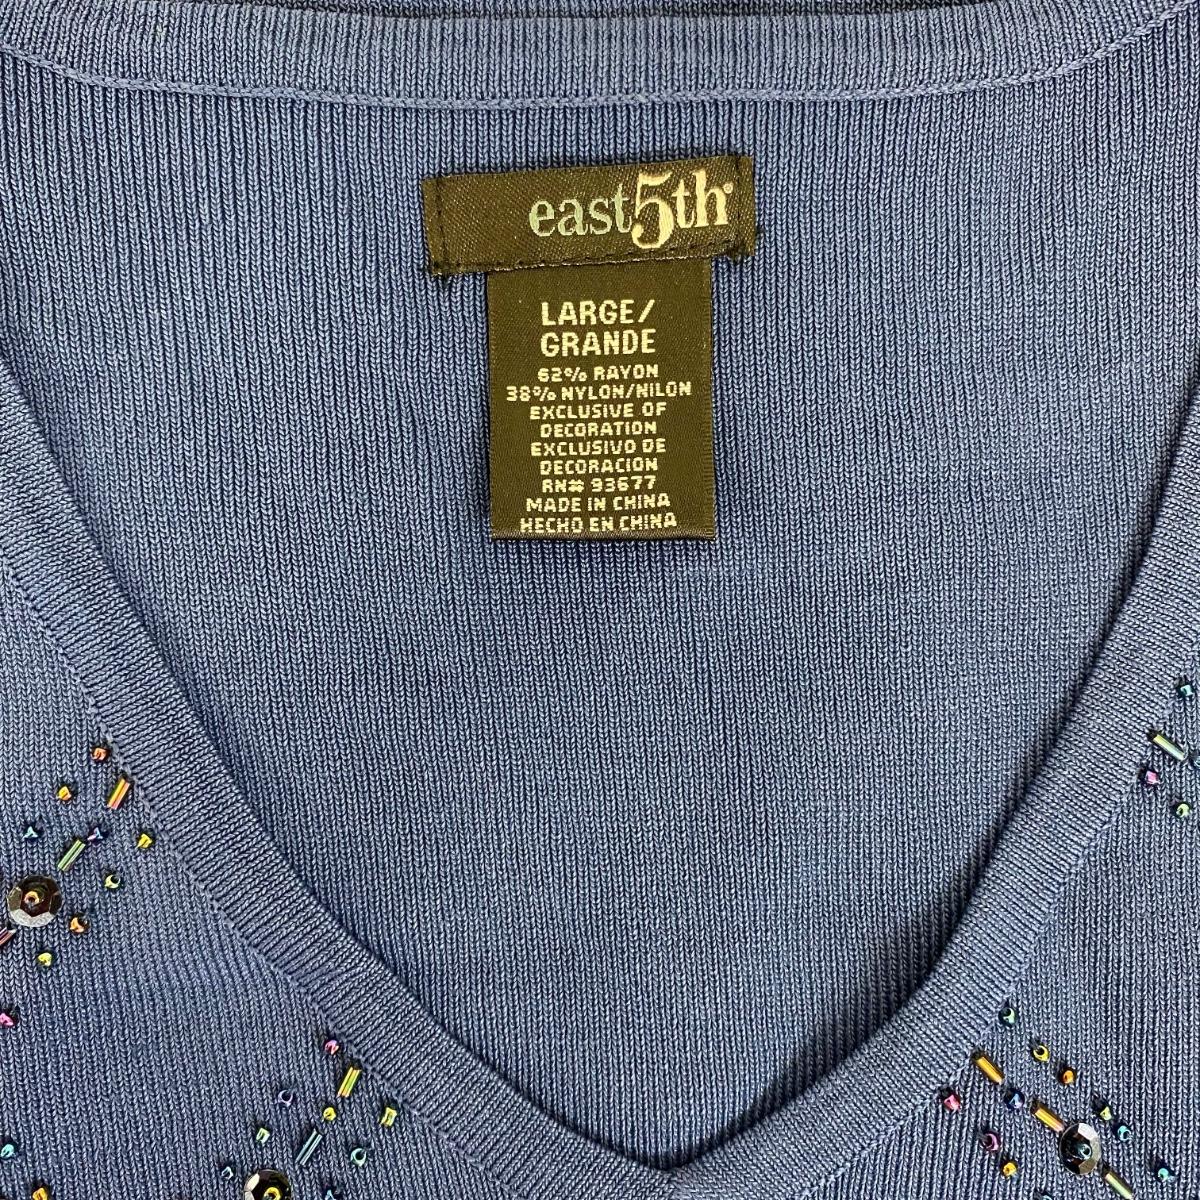 east5th®
LARGE/
GRANDE
62% RAYON
38% NYLON/NILON
EXCLUSIVE OF
DECORATION
EXCLUSIVO DE
DECORACION
RN# 93677
MADE IN CHINA
HECHO EN CHINA